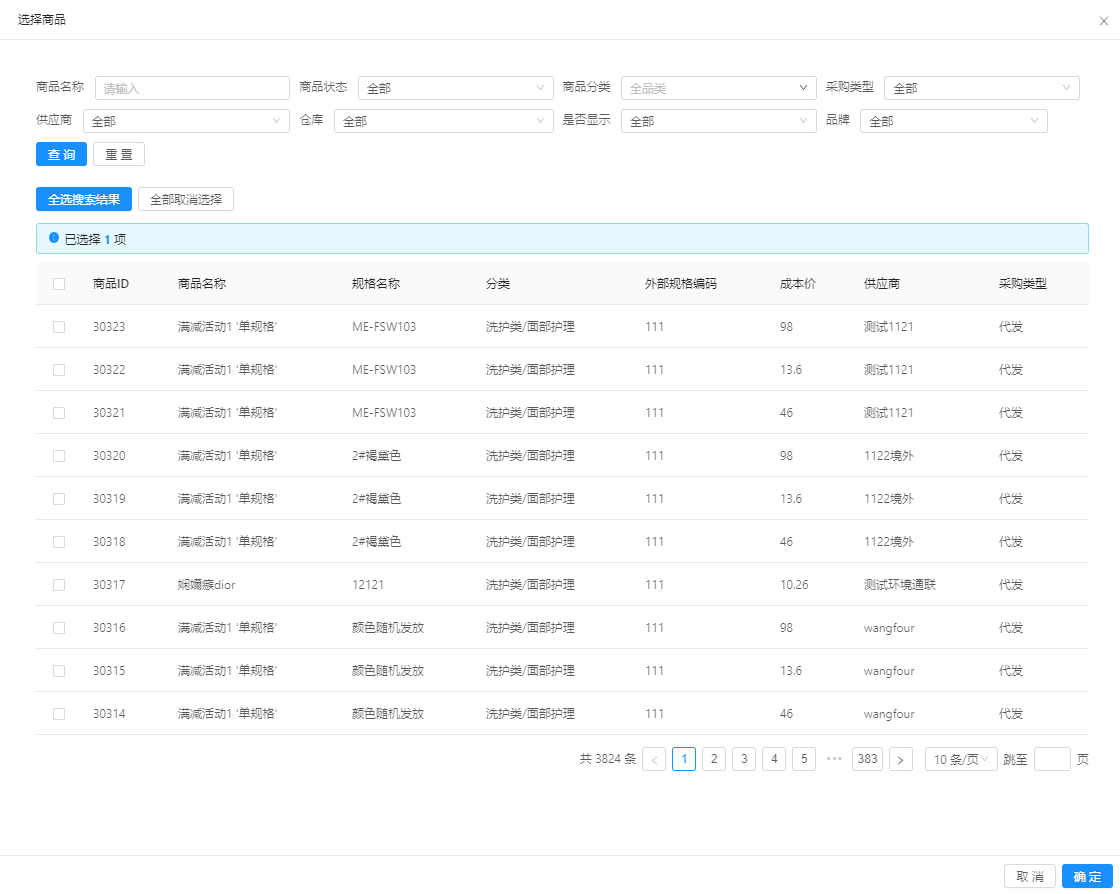 选择商品
商品名称 请输入 商品状态 全部 商品分类 全品类 采购类型 全部
供应商 全部 仓库 全部 是否显示 全部 品牌 全部
查 询 重 置
全选搜索结果 全部取消选择
已选择 1 项
商品ID 商品名称 规格名称 分类 外部规格编码 成本价 供应商 采购类型
30323 满减活动1 '单规格' ME-FSW103 洗护类/面部护理 111 98 测试1121 代发
30322 满减活动1 '单规格' ME-FSW103 洗护类/面部护理 111 13.6 测试1121 代发
30321 满减活动1 '单规格' ME-FSW103 洗护类/面部护理 111 46 测试1121 代发
30320 满减活动1 '单规格' 2#褐黛色 洗护类/面部护理 111 98 1122境外 代发
30319 满减活动1 '单规格' 2#褐黛色 洗护类/面部护理 111 13.6 1122境外 代发
30318 满减活动1 '单规格' 2#褐黛色 洗护类/面部护理 111 46 1122境外 代发
30317 12121 洗护类/面部护理 111 10.26 测试环境通联 代发
30316 满减活动1 '单规格' 颜色随机发放 洗护类/面部护理 111 98 wangfour 代发
30315 满减活动1 '单规格' 颜色随机发放 洗护类/面部护理 111 13.6 wangfour 代发
30314 满减活动1 '单规格' 颜色随机发放 洗护类/面部护理 111 46 wangfour 代发
共 3824 条 < 1 2 3 4 5 ••• 383 > 10 条/页 跳至 页
取 消 确 定